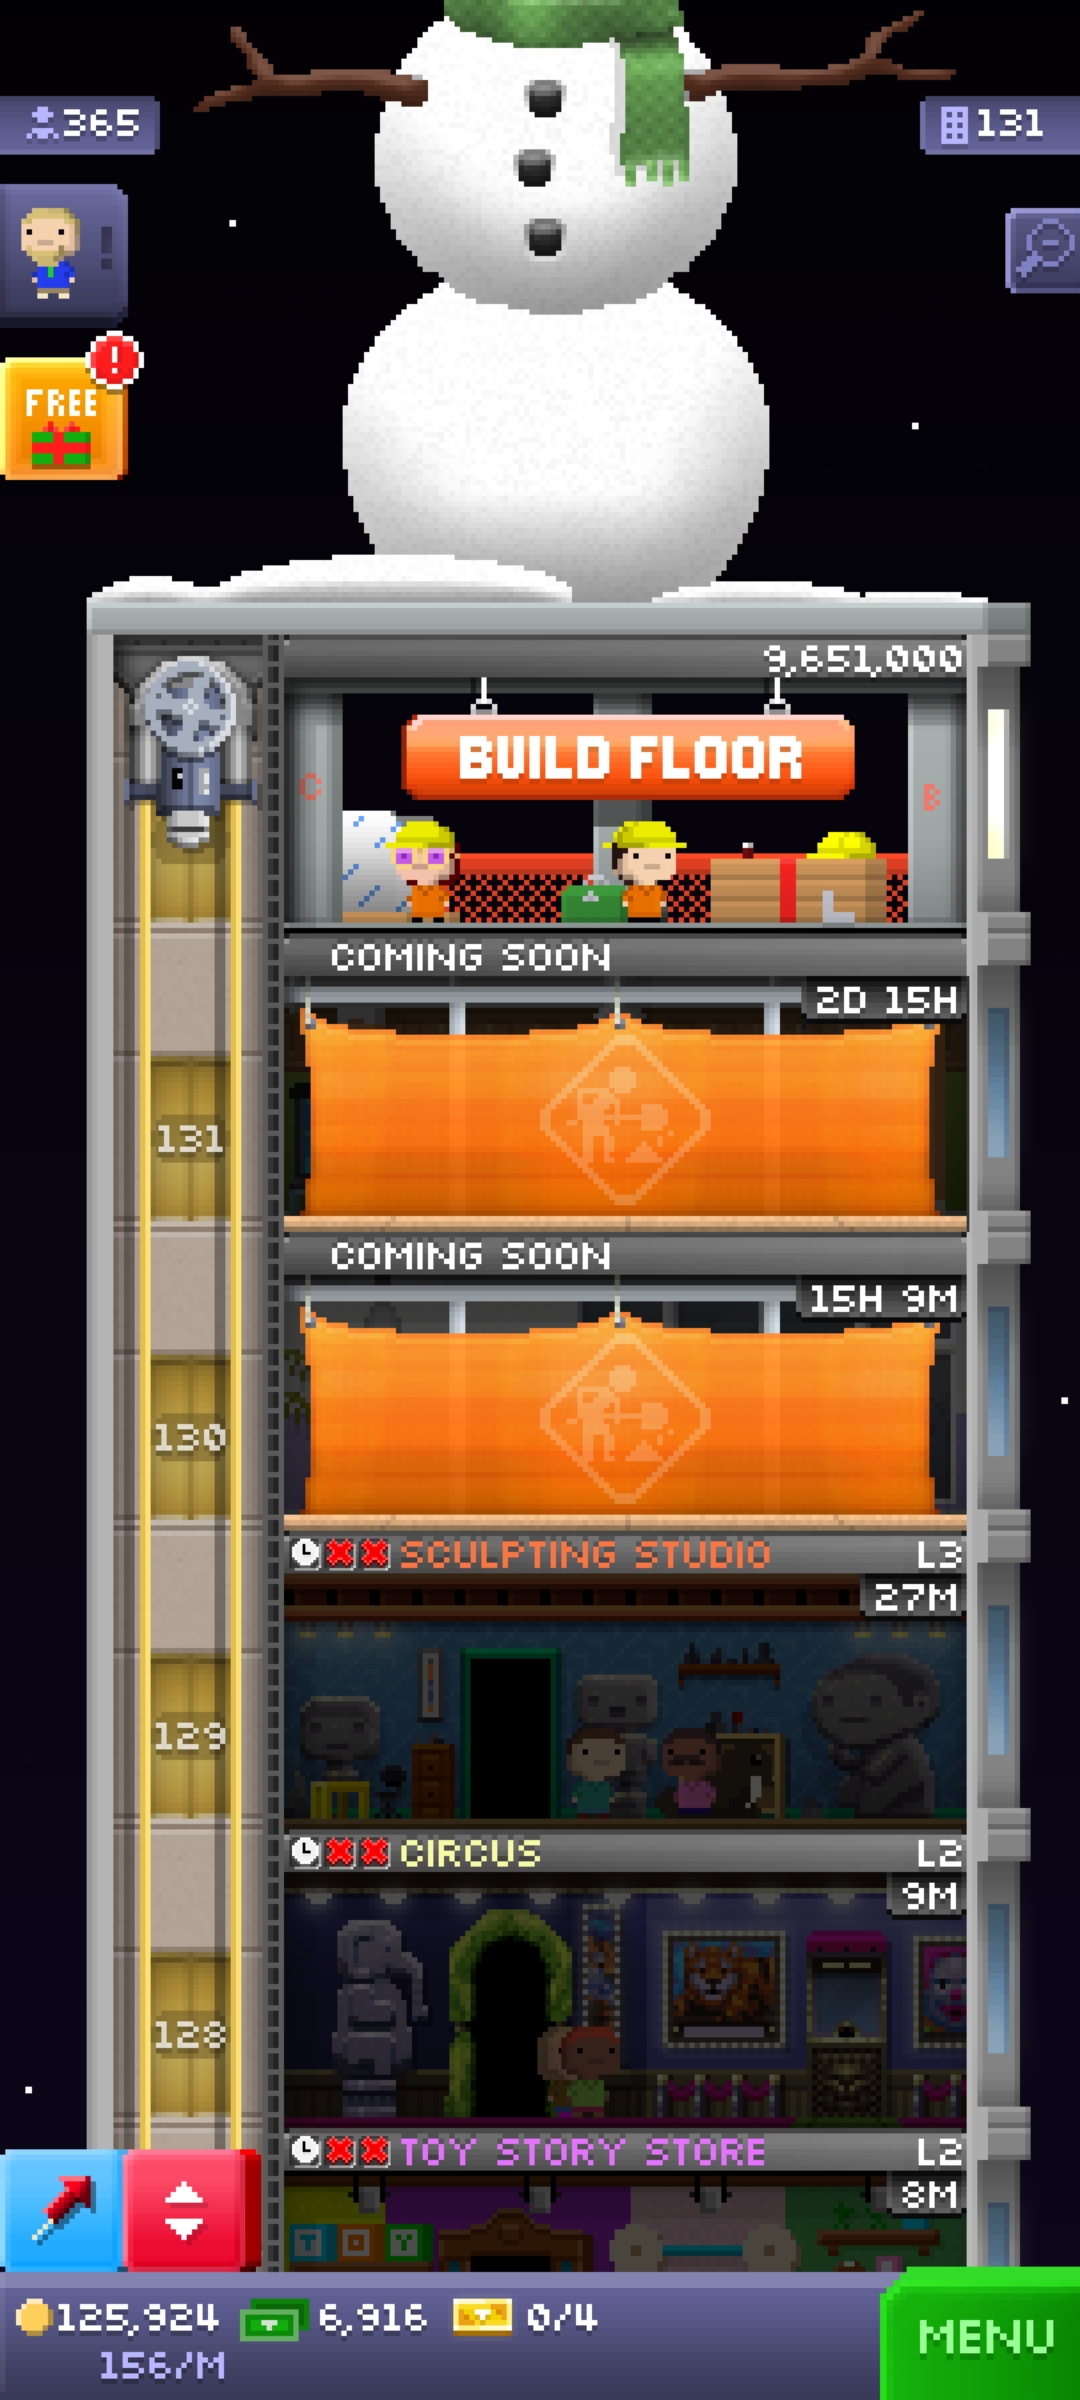 365
131
!
!
FREE
9,651,000
BUILD FLOOR
C
B
L
COMING SOON
2D 15H
131
COMING SOON
15H 9M
130
SCULPTING STUDIO L3
27M
129
CIRCUS L2
9M
128
TOY STORY STORE L2
8M
TOY
125,924 6,916 0/4
156/M
MENU